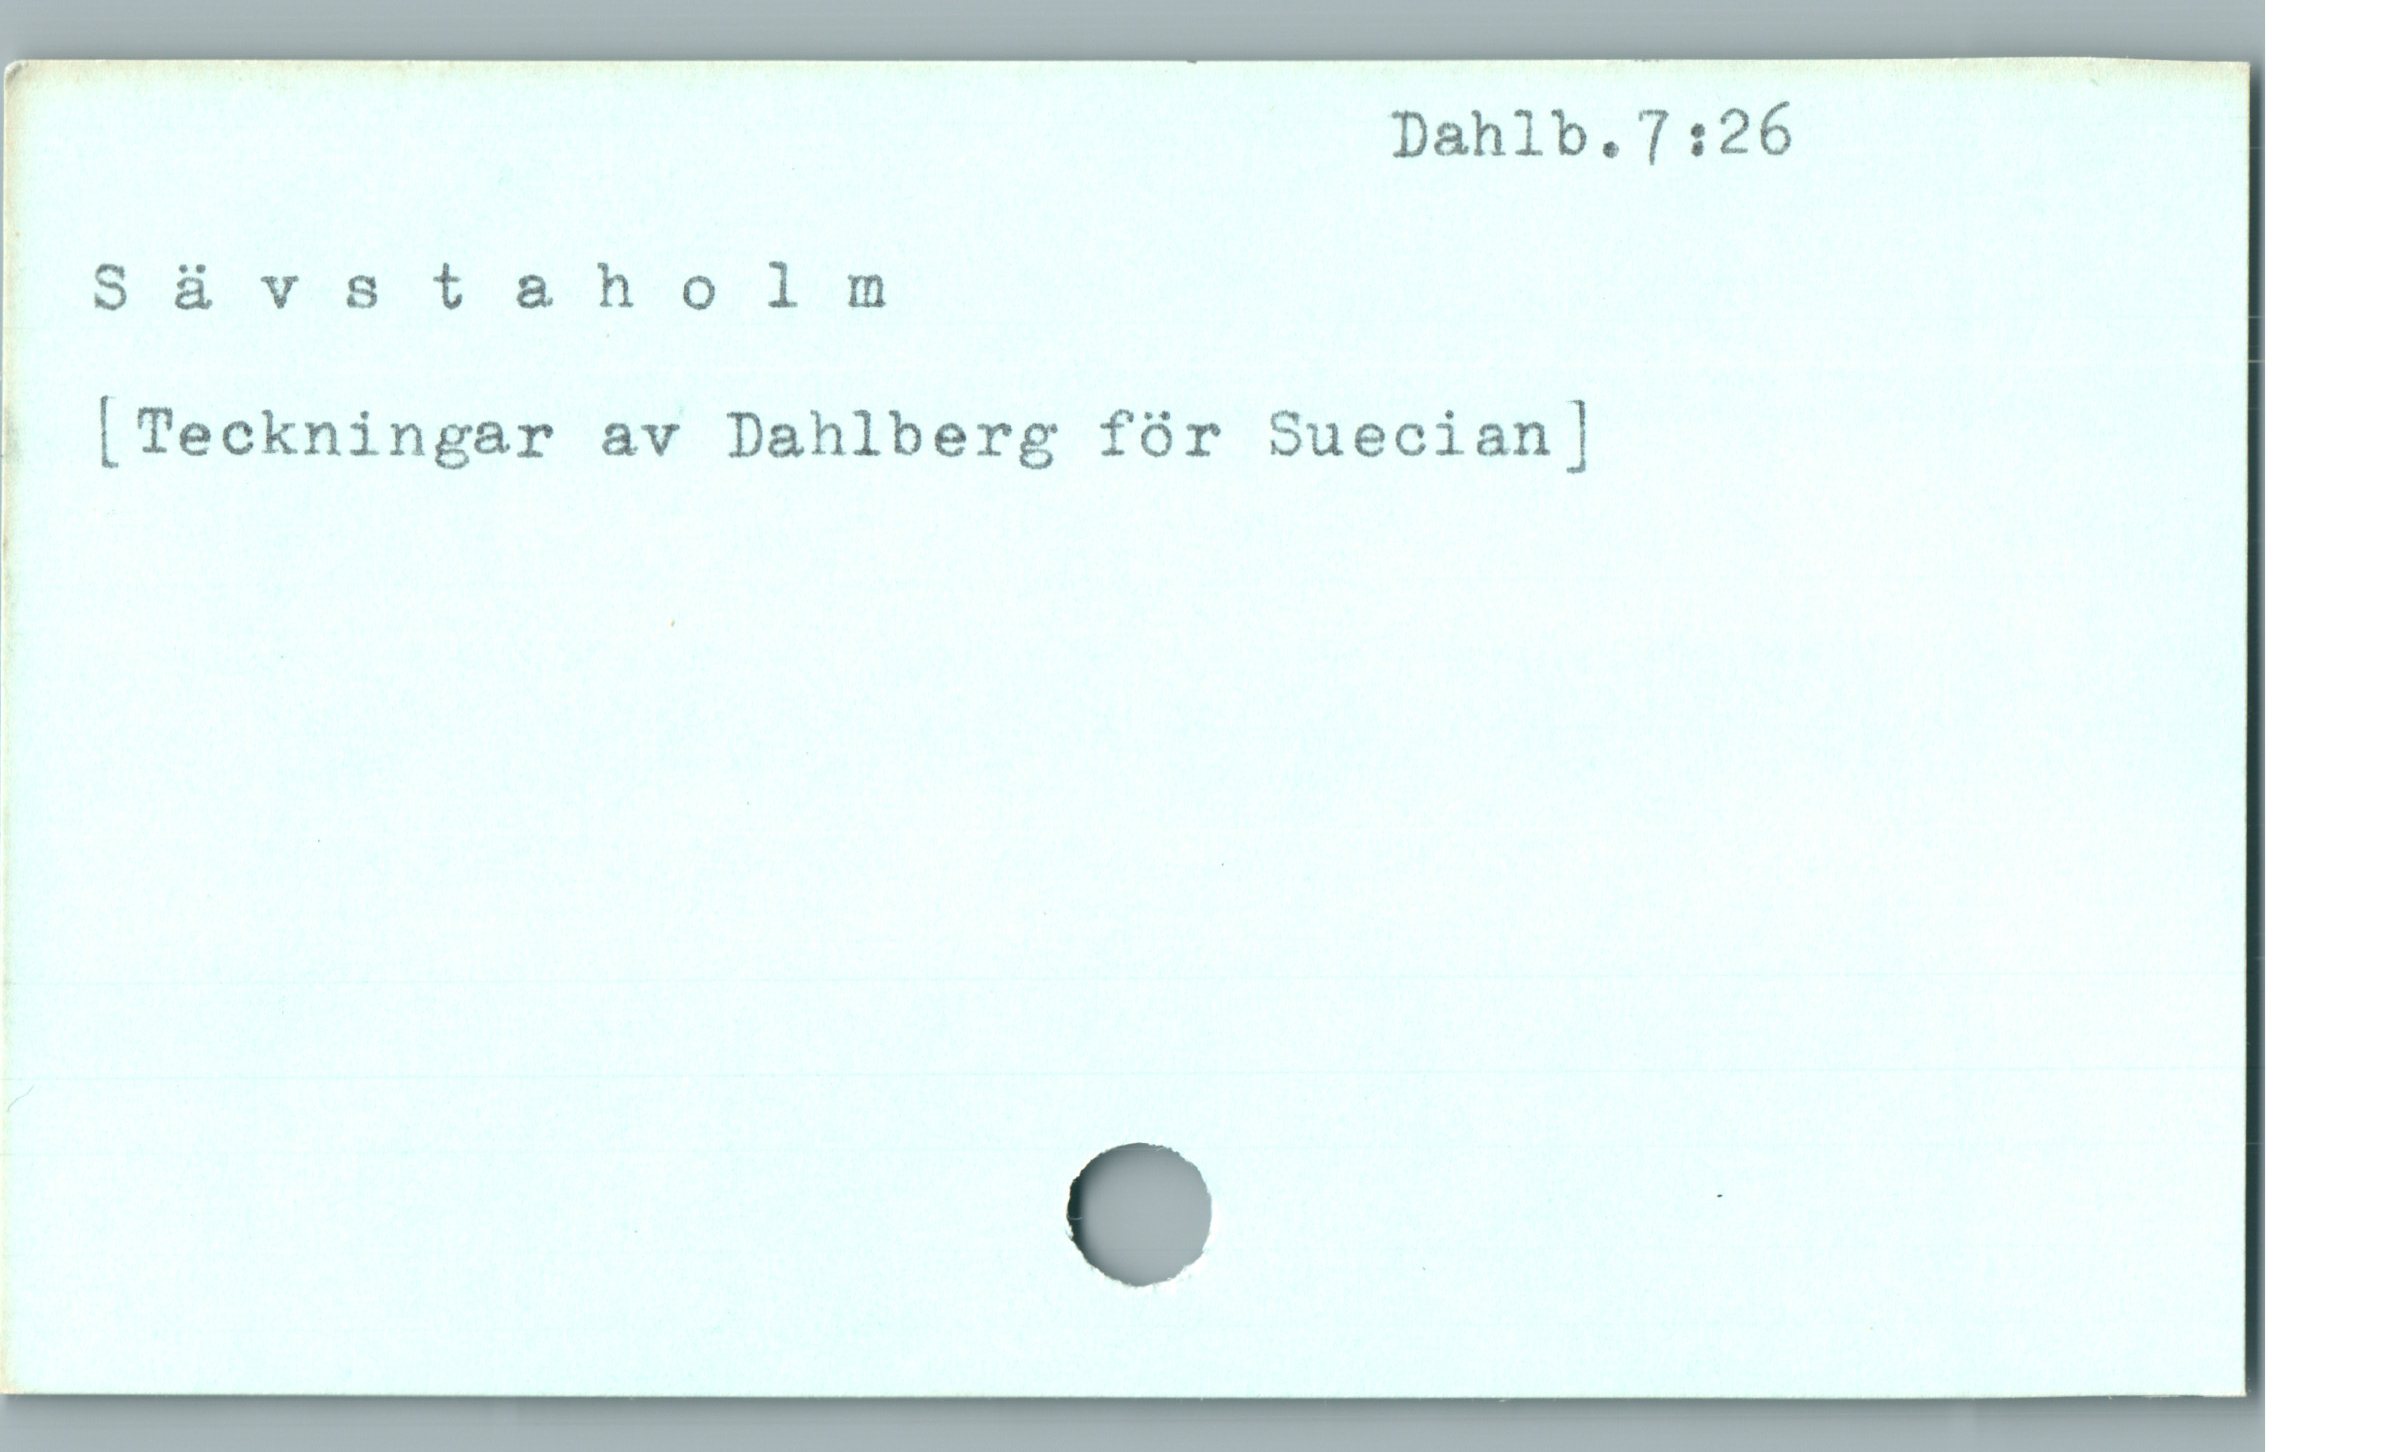 Dahlb.7:26
S ä v s t a h o l m
[Teckningar av Dahlberg för Suecian]